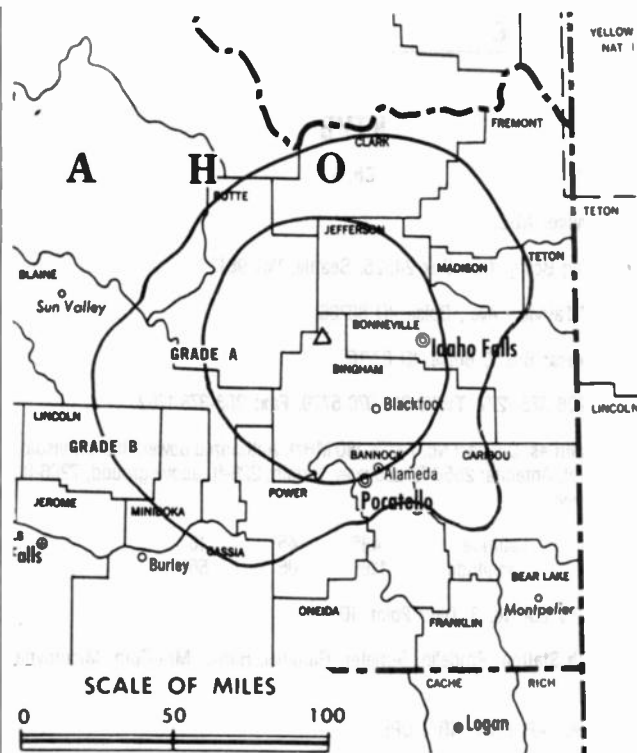 YELLOW
NAT
FREMONT
CLARK
A H O
BUTTE
TETON
JEFFERSON
TETON
MADISON
BLAINE
Sun Valley
BONNEVILLE
GRADE A
Idaho Falls
BINGHAM
Blackfoot
LINCOLN
LINCOLN
GRADE B
BANNOCK
CARIBOU
Alameda
POWER
Pocatello
JEROME
MINIDOKA
CASSIA
Falls
Burley
BEAR LAKE
ONEIDA
Montpelier
FRANKLIN
SCALE OF MILES
CACHE RICH
0 50 100
Logan